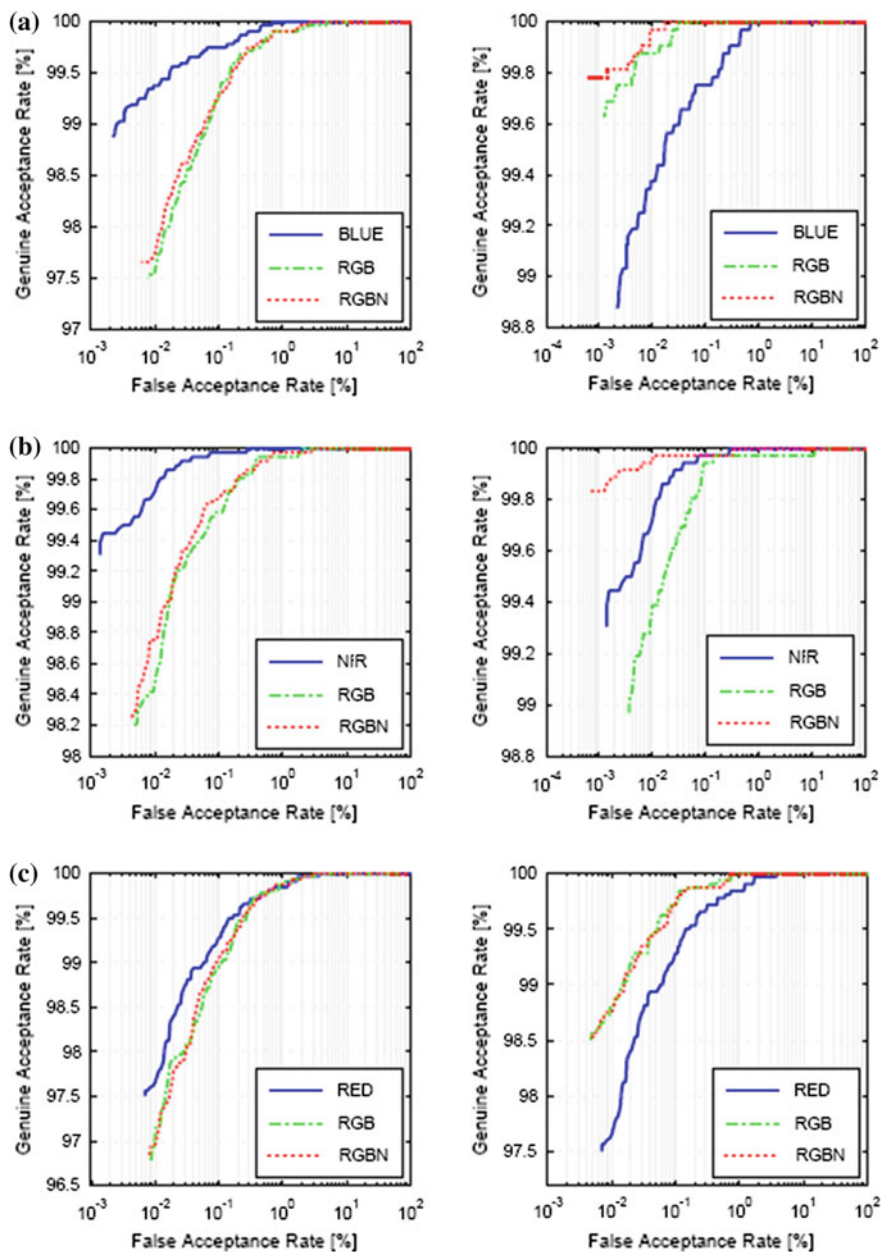 (a)
Genuine Acceptance Rate [%]
100
99.5
99
98.5
98
97.5
97
BLUE
RGB
RGBN
10-3 10-2 10-1 100 101 102
False Acceptance Rate [%]
Genuine Acceptance Rate [%]
100
99.8
99.6
99.4
99.2
99
98.8
BLUE
RGB
RGBN
10-4 10-3 10-2 10-1 100 101 102
False Acceptance Rate [%]
(b)
Genuine Acceptance Rate [%]
100
99.8
99.6
99.4
99.2
99
98.8
98.6
98.4
98.2
98
NIR
RGB
RGBN
10-3 10-2 10-1 100 101 102
False Acceptance Rate [%]
Genuine Acceptance Rate [%]
100
99.8
99.6
99.4
99.2
99
98.8
NIR
RGB
RGBN
10-4 10-3 10-2 10-1 100 101 102
False Acceptance Rate [%]
(c)
Genuine Acceptance Rate [%]
100
99.5
99
98.5
98
97.5
97
96.5
RED
RGB
RGBN
10-3 10-2 10-1 100 101 102
False Acceptance Rate [%]
Genuine Acceptance Rate [%]
100
99.5
99
98.5
98
97.5
RED
RGB
RGBN
10-3 10-2 10-1 100 101 102
False Acceptance Rate [%]